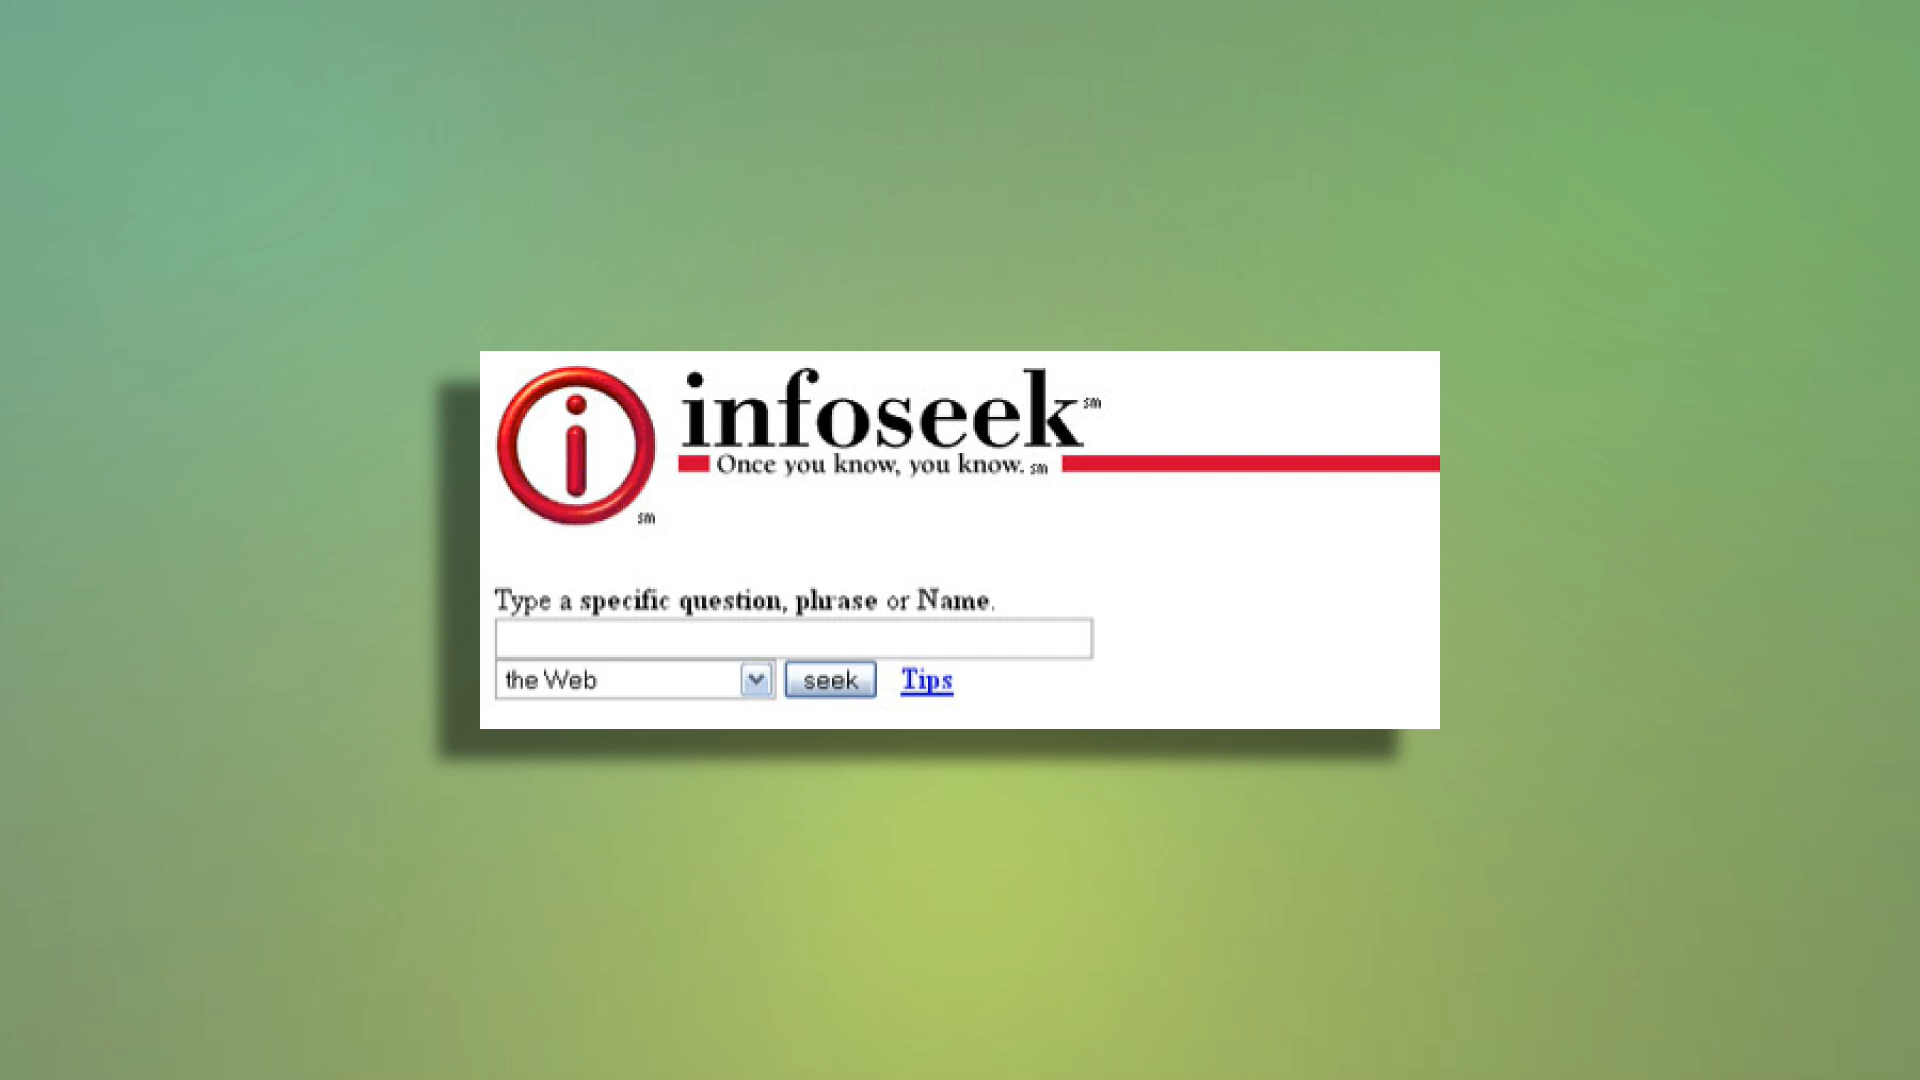 i
sm
infoseek sm
Once you know, you know. sm
Type a specific question, phrase or Name.
the Web
seek
Tips